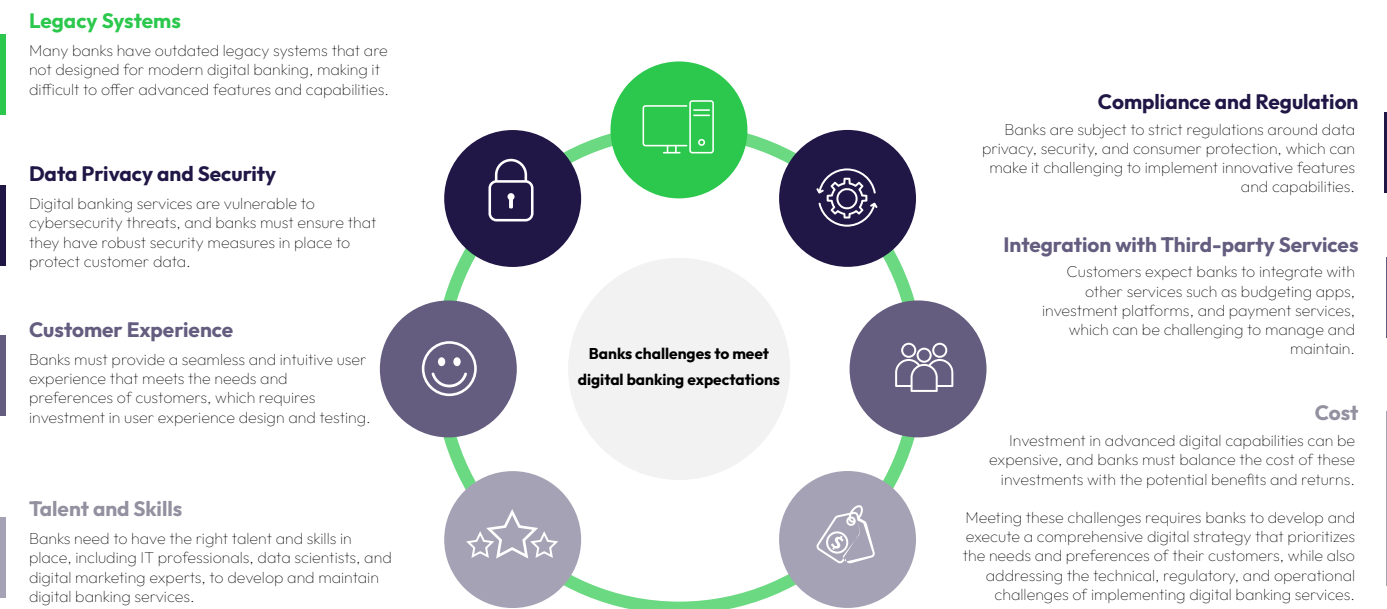 Legacy Systems
Many banks have outdated legacy systems that are
not designed for modern digital banking, making it
difficult to offer advanced features and capabilities.
Data Privacy and Security
Digital banking services are vulnerable to
cybersecurity threats, and banks must ensure that
they have robust security measures in place to
protect customer data.
Customer Experience
Banks must provide a seamless and intuitive user
experience that meets the needs and
preferences of customers, which requires
investment in user experience design and testing.
Talent and Skills
Banks need to have the right talent and skills in
place, including IT professionals, data scientists, and
digital marketing experts, to develop and maintain
digital banking services.
Banks challenges to meet
digital banking expectations
$
Compliance and Regulation
Banks are subject to strict regulations around data
privacy, security, and consumer protection, which can
make it challenging to implement innovative features
and capabilities.
Integration with Third-party Services
Customers expect banks to integrate with
other services such as budgeting apps,
investment platforms, and payment services,
which can be challenging to manage and
maintain.
Cost
Investment in advanced digital capabilities can be
expensive, and banks must balance the cost of these
investments with the potential benefits and returns.
Meeting these challenges requires banks to develop and
execute a comprehensive digital strategy that prioritizes
the needs and preferences of their customers, while also
addressing the technical, regulatory, and operational
challenges of implementing digital banking services.